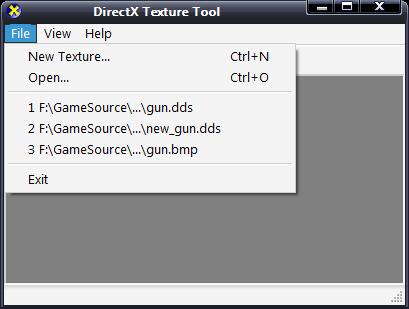 DirectX Texture Tool
File View Help
New Texture... Ctrl+N
Open... Ctrl+O
1 F:\GameSource\...\gun.dds
2 F:\GameSource\...\new_gun.dds
3 F:\GameSource\...\gun.bmp
Exit